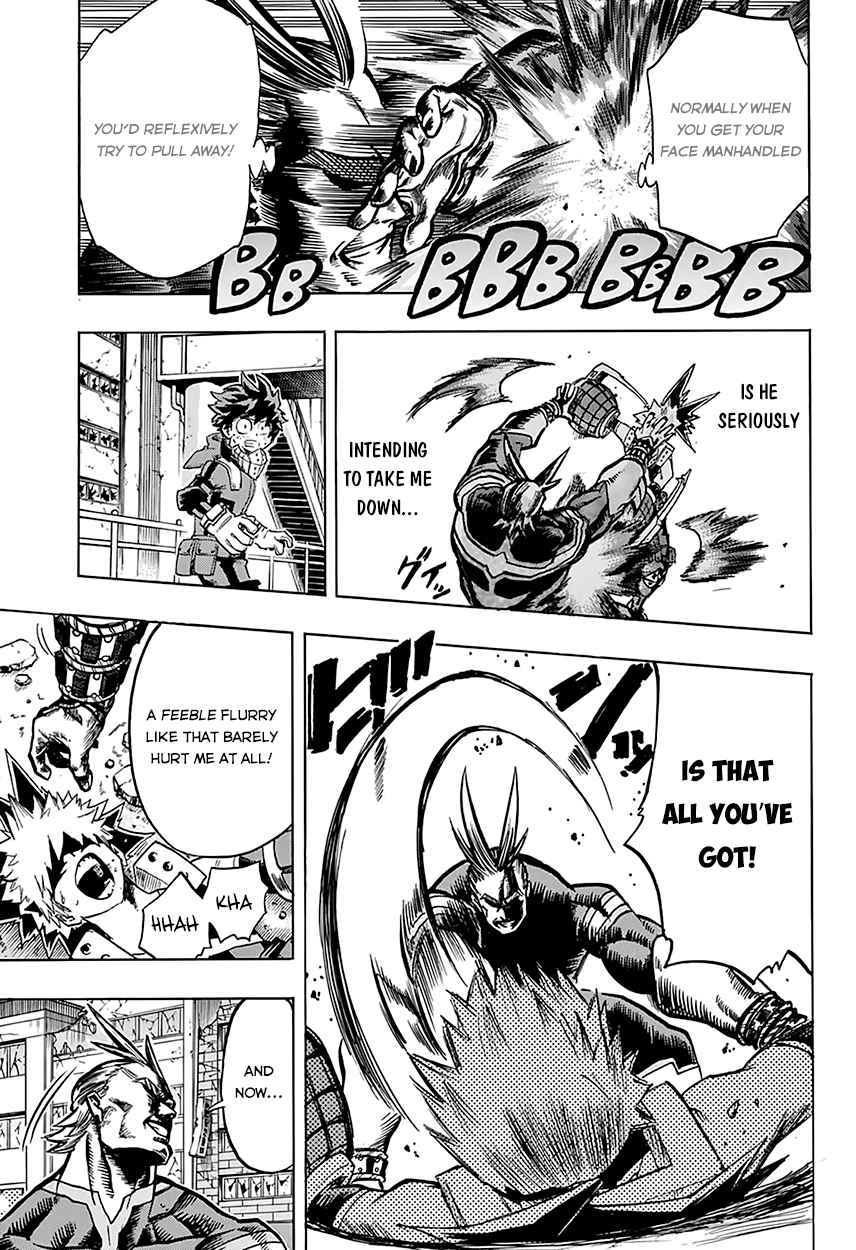 NORMALLY WHEN
YOU GET YOUR
FACE MANHANDLED
YOU'D REFLEXIVELY
TRY TO PULL AWAY!
BB BBB BBBB
IS HE
SERIOUSLY
INTENDING
TO TAKE ME
DOWN...
グイッ
IS THAT
ALL YOU'VE
GOT!
A FEEBLE FLURRY
LIKE THAT BARELY
HURT ME AT ALL!
KHA
HHAH
AND
NOW...